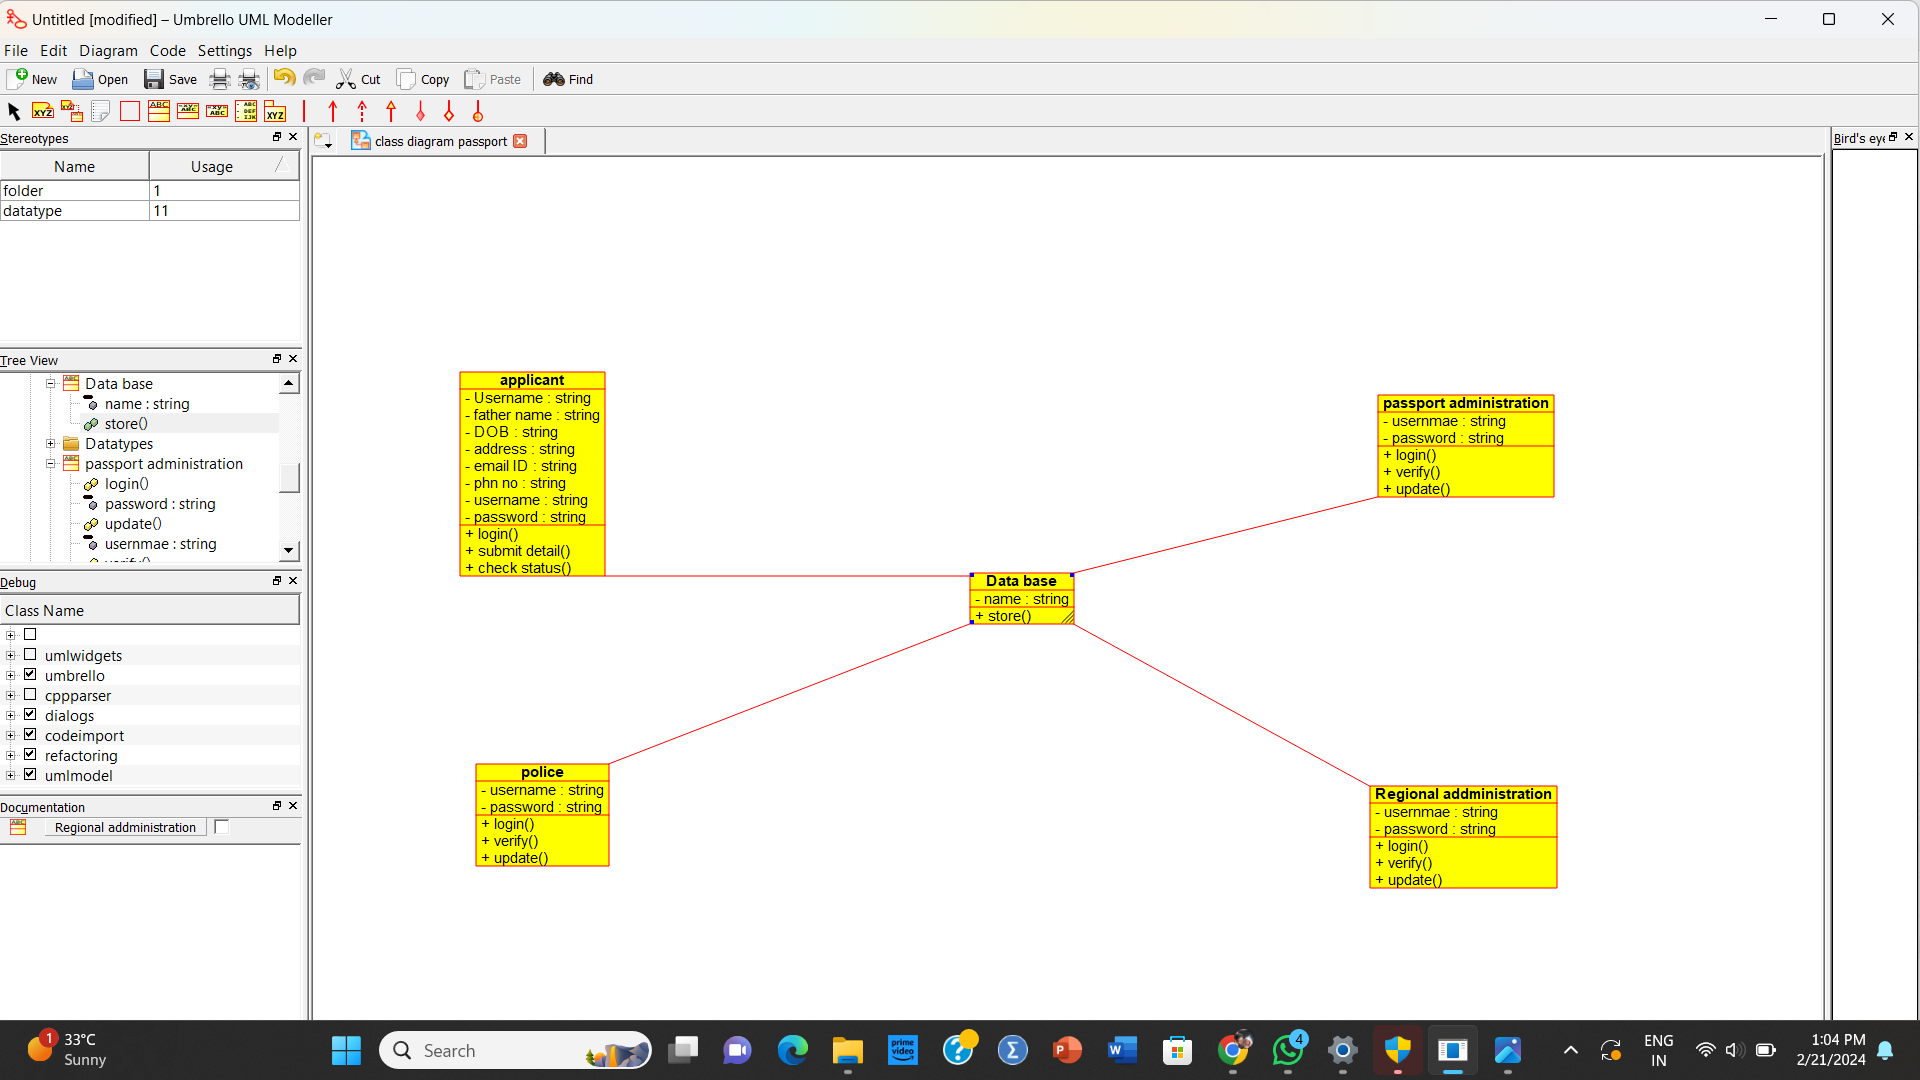 Untitled [modified] – Umbrello UML Modeller
File Edit Diagram Code Settings Help
New Open Save Cut Copy Paste Find
Stereotypes
Name Usage
folder 1
datatype 11
Tree View
Data base
name : string
store()
Datatypes
passport administration
login()
password : string
update()
usernmae : string
Debug
Class Name
umlwidgets
umbrello
cppparser
dialogs
codeimport
refactoring
umlmodel
Documentation
Regional addministration
class diagram passport
Bird's eye
applicant
- Username : string
- father name : string
- DOB : string
- address : string
- email ID : string
- phn no : string
- username : string
- password : string
+ login()
+ submit detail()
+ check status()
passport administration
- usernmae : string
- password : string
+ login()
+ verify()
+ update()
Data base
- name : string
+ store()
police
- username : string
- password : string
+ login()
+ verify()
+ update()
Regional addministration
- usernmae : string
- password : string
+ login()
+ verify()
+ update()
1
33°C
Sunny
Search
prime video
4
ENG
IN
1:04 PM
2/21/2024